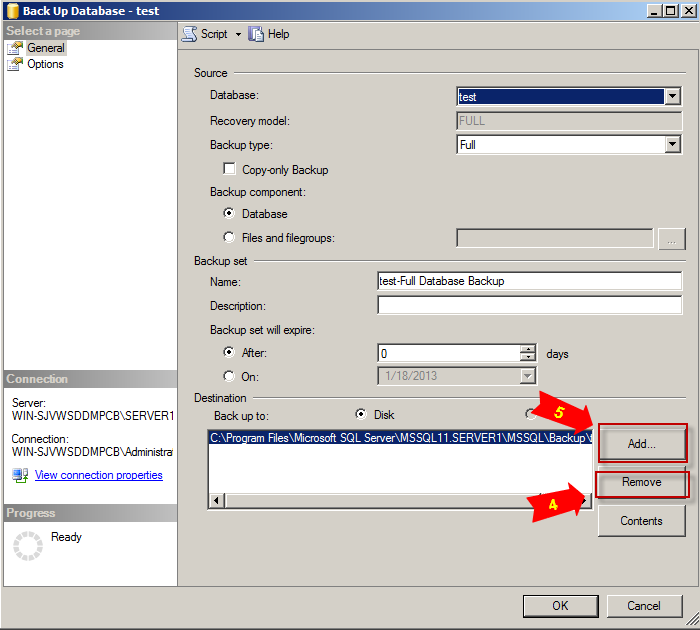 Back Up Database - test
Select a page
General
Options
Script
Help
Source
Database:
test
Recovery model:
FULL
Backup type:
Full
Copy-only Backup
Backup component:
Database
Files and filegroups:
...
Backup set
Name:
test-Full Database Backup
Description:
Backup set will expire:
After:
0
days
On:
1/18/2013
Connection
Server:
WIN-SJVWSDDMPCB\SERVER1
Connection:
WIN-SJVWSDDMPCB\Administra
View connection properties
Progress
Ready
Destination
Back up to:
Disk
5
C:\Program Files\Microsoft SQL Server\MSSQL11.SERVER1\MSSQL\Backup\
Add...
Remove
4
Contents
OK
Cancel